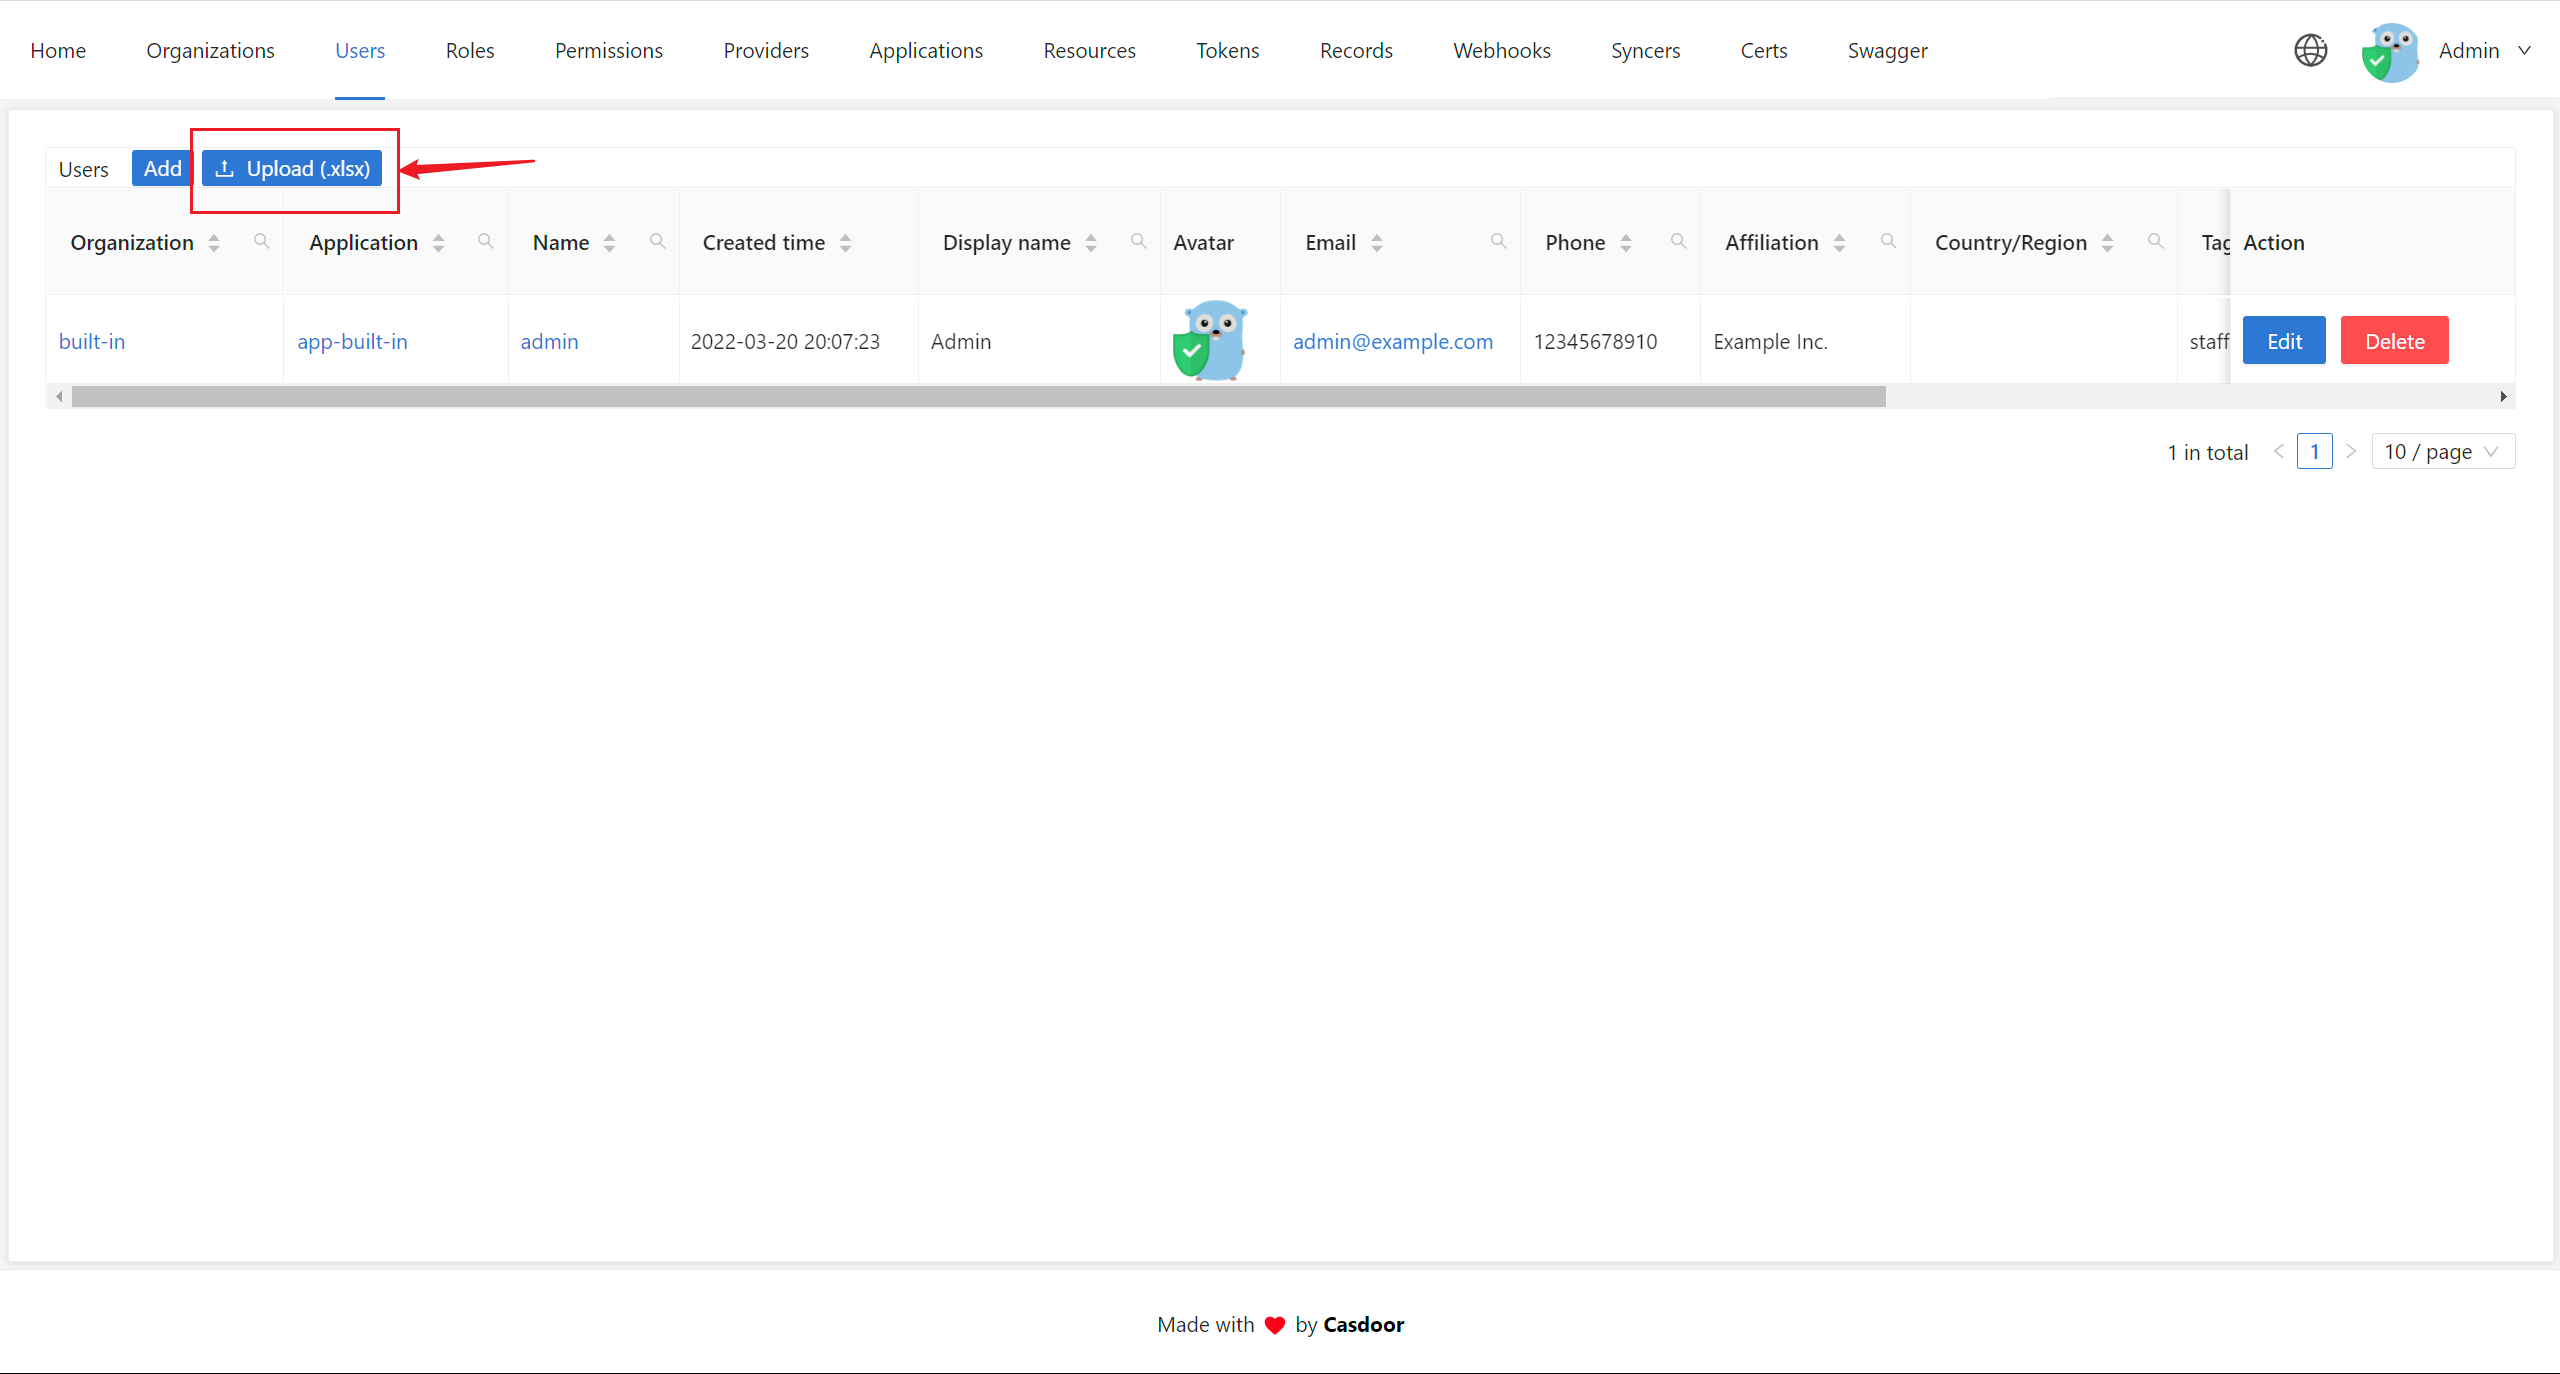 Home Organizations Users Roles Permissions Providers Applications Resources Tokens Records Webhooks Syncers Certs Swagger Admin
Users Add Upload (.xlsx)
Organization Application Name Created time Display name Avatar Email Phone Affiliation Country/Region Tag Action
built-in app-built-in admin 2022-03-20 20:07:23 Admin admin@example.com 12345678910 Example Inc. staff Edit Delete
1 in total 1 10 / page
Made with by Casdoor